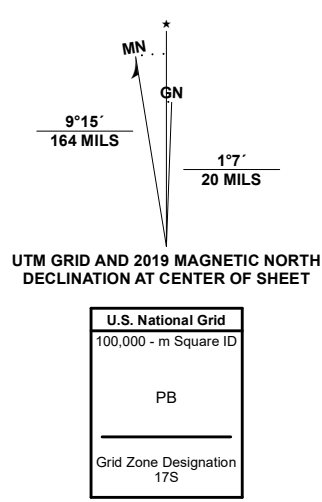 ★
MN
GN
9°15´
164 MILS
1°7´
20 MILS
UTM GRID AND 2019 MAGNETIC NORTH
DECLINATION AT CENTER OF SHEET
U.S. National Grid
100,000 - m Square ID
PB
Grid Zone Designation
17S